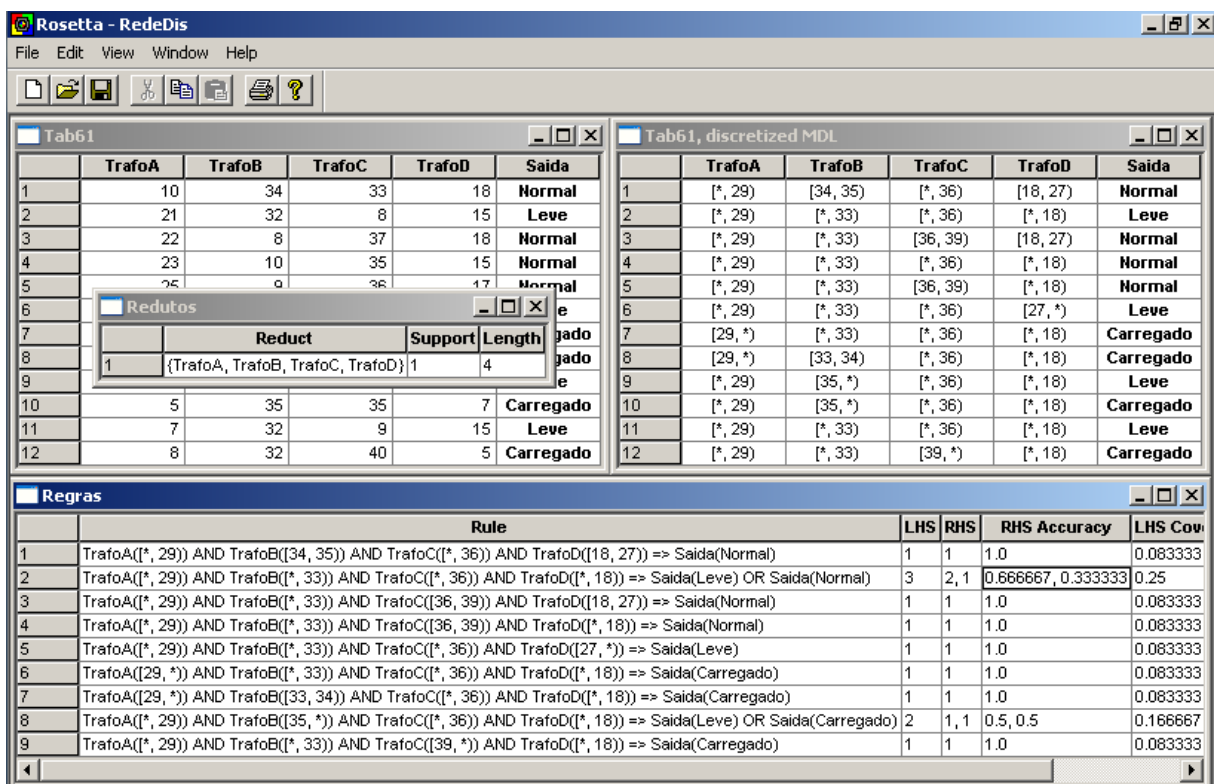 Rosetta - RedeDis
File Edit View Window Help
Tab61
TrafoA TrafoB TrafoC TrafoD Saida
1 10 34 33 18 Normal
2 21 32 8 15 Leve
3 22 8 37 18 Normal
4 23 10 35 15 Normal
5 25 9 36 17 Normal
6 e
7 gado
8 gado
9 e
10 5 35 35 7 Carregado
11 7 32 9 15 Leve
12 8 32 40 5 Carregado
Redutos
Reduct Support Length
1 {TrafoA, TrafoB, TrafoC, TrafoD} 1 4
Tab61, discretized MDL
TrafoA TrafoB TrafoC TrafoD Saida
1 [*, 29) [34, 35) [*, 36) [18, 27) Normal
2 [*, 29) [*, 33) [*, 36) [*, 18) Leve
3 [*, 29) [*, 33) [36, 39) [18, 27) Normal
4 [*, 29) [*, 33) [*, 36) [*, 18) Normal
5 [*, 29) [*, 33) [36, 39) [*, 18) Normal
6 [*, 29) [*, 33) [*, 36) [27, *) Leve
7 [29, *) [*, 33) [*, 36) [*, 18) Carregado
8 [29, *) [33, 34) [*, 36) [*, 18) Carregado
9 [*, 29) [35, *) [*, 36) [*, 18) Leve
10 [*, 29) [35, *) [*, 36) [*, 18) Carregado
11 [*, 29) [*, 33) [*, 36) [*, 18) Leve
12 [*, 29) [*, 33) [39, *) [*, 18) Carregado
Regras
Rule LHS RHS RHS Accuracy LHS Cov
1 TrafoA([*, 29)) AND TrafoB([34, 35)) AND TrafoC([*, 36)) AND TrafoD([18, 27)) => Saida(Normal) 1 1 1.0 0.083333
2 TrafoA([*, 29)) AND TrafoB([*, 33)) AND TrafoC([*, 36)) AND TrafoD([*, 18)) => Saida(Leve) OR Saida(Normal) 3 2, 1 0.666667, 0.333333 0.25
3 TrafoA([*, 29)) AND TrafoB([*, 33)) AND TrafoC([36, 39)) AND TrafoD([18, 27)) => Saida(Normal) 1 1 1.0 0.083333
4 TrafoA([*, 29)) AND TrafoB([*, 33)) AND TrafoC([36, 39)) AND TrafoD([*, 18)) => Saida(Normal) 1 1 1.0 0.083333
5 TrafoA([*, 29)) AND TrafoB([*, 33)) AND TrafoC([*, 36)) AND TrafoD([27, *)) => Saida(Leve) 1 1 1.0 0.083333
6 TrafoA([29, *)) AND TrafoB([*, 33)) AND TrafoC([*, 36)) AND TrafoD([*, 18)) => Saida(Carregado) 1 1 1.0 0.083333
7 TrafoA([29, *)) AND TrafoB([33, 34)) AND TrafoC([*, 36)) AND TrafoD([*, 18)) => Saida(Carregado) 1 1 1.0 0.083333
8 TrafoA([*, 29)) AND TrafoB([35, *)) AND TrafoC([*, 36)) AND TrafoD([*, 18)) => Saida(Leve) OR Saida(Carregado) 2 1, 1 0.5, 0.5 0.166667
9 TrafoA([*, 29)) AND TrafoB([*, 33)) AND TrafoC([39, *)) AND TrafoD([*, 18)) => Saida(Carregado) 1 1 1.0 0.083333